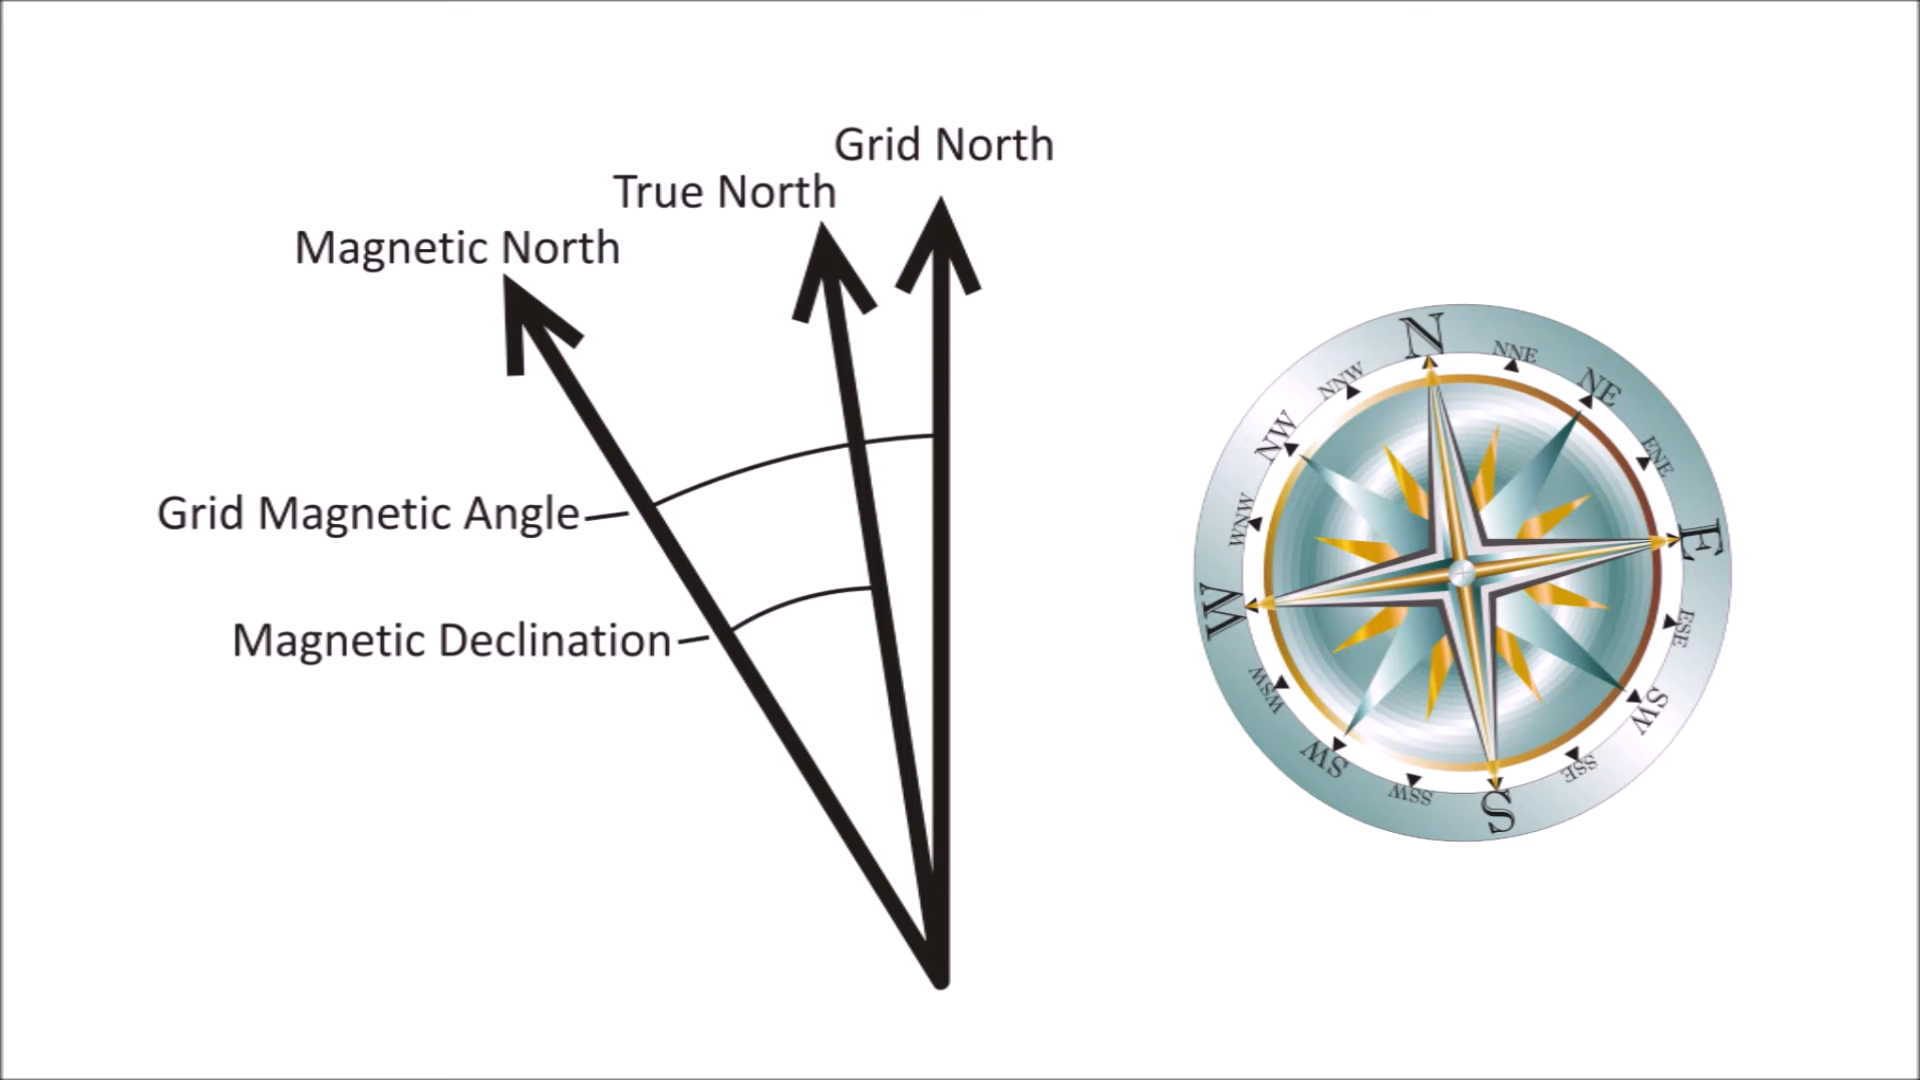 Grid North
True North
Magnetic North
Grid Magnetic Angle
Magnetic Declination
N
NNE
NE
ENE
E
ESE
SW
SSE
S
SSW
SW
WSW
W
WNW
NW
NNW